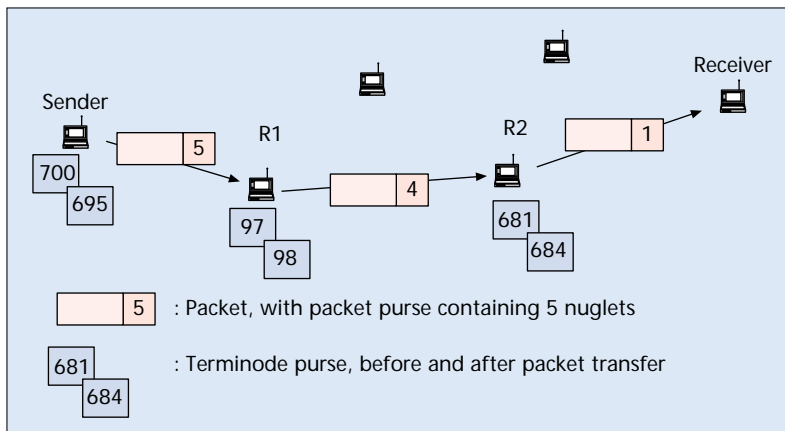 Receiver
Sender
R1
R2
5
1
4
700
695
97
98
681
684
5 : Packet, with packet purse containing 5 nuglets
681
684
: Terminode purse, before and after packet transfer